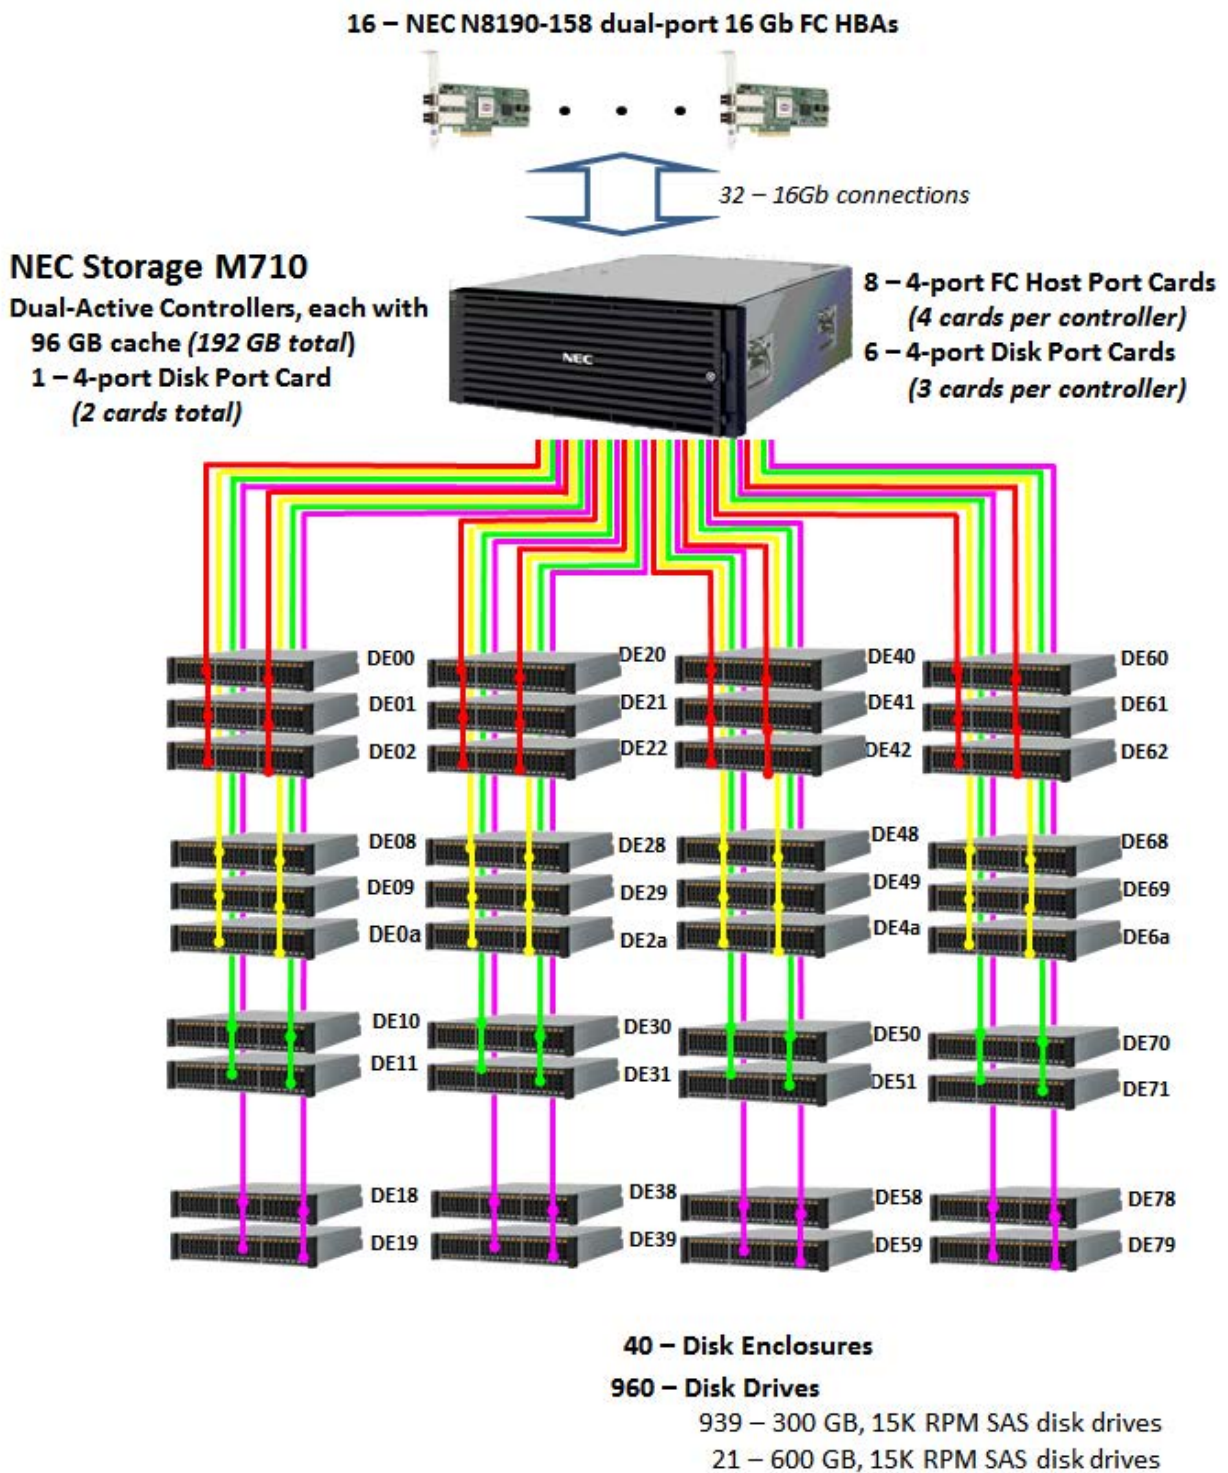 16 – NEC N8190-158 dual-port 16 Gb FC HBAs
32 – 16Gb connections
NEC Storage M710
Dual-Active Controllers, each with
96 GB cache (192 GB total)
1 – 4-port Disk Port Card
(2 cards total)
NEC
8 – 4-port FC Host Port Cards
(4 cards per controller)
6 – 4-port Disk Port Cards
(3 cards per controller)
DE00
DE01
DE02
DE08
DE09
DE0a
DE10
DE11
DE18
DE19
DE20
DE21
DE22
DE28
DE29
DE2a
DE30
DE31
DE38
DE39
DE40
DE41
DE42
DE48
DE49
DE4a
DE50
DE51
DE58
DE59
DE60
DE61
DE62
DE68
DE69
DE6a
DE70
DE71
DE78
DE79
40 – Disk Enclosures
960 – Disk Drives
939 – 300 GB, 15K RPM SAS disk drives
21 – 600 GB, 15K RPM SAS disk drives